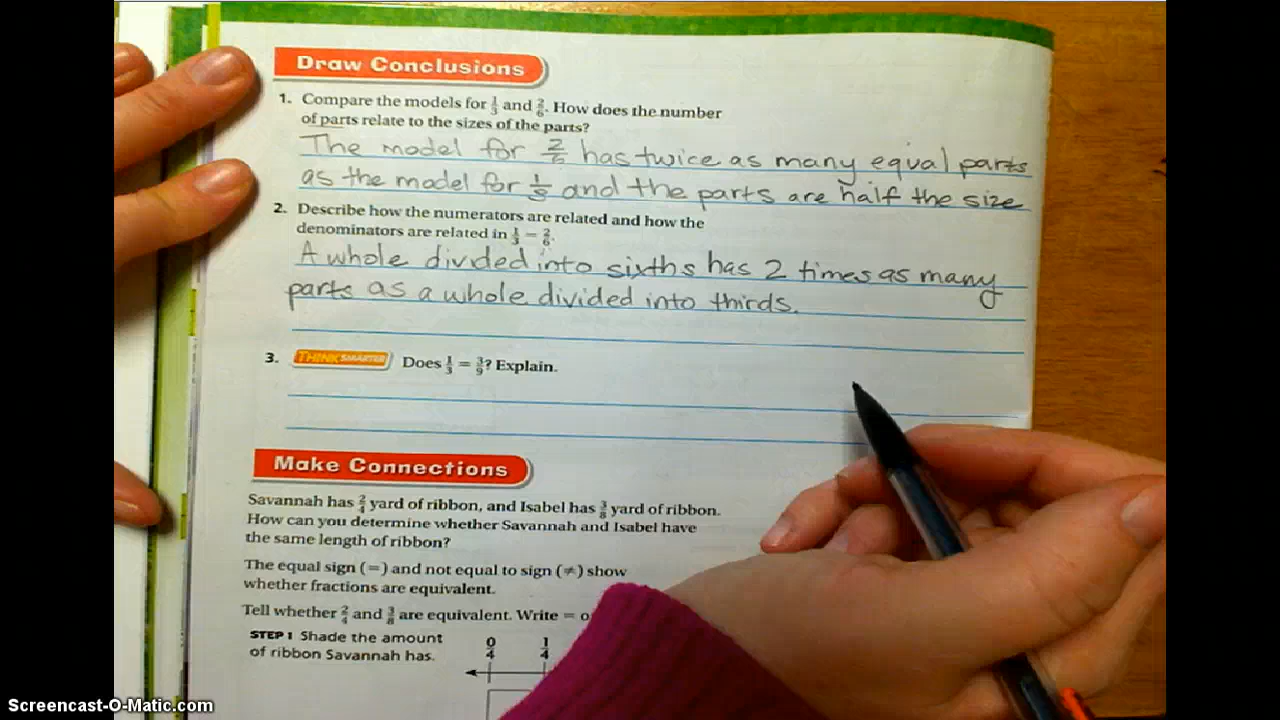 Draw Conclusions
1. Compare the models for 1/3 and 2/6. How does the number
of parts relate to the sizes of the parts?
The model for 2/6 has twice as many equal parts
as the model for 1/3 and the parts are half the size
2. Describe how the numerators are related and how the
denominators are related in 1/3 = 2/6.
A whole divided into sixths has 2 times as many
parts as a whole divided into thirds.
3. THINK SMARTER Does 1/3 = 3/9? Explain.
Make Connections
Savannah has 2/4 yard of ribbon, and Isabel has 3/8 yard of ribbon.
How can you determine whether Savannah and Isabel have
the same length of ribbon?
The equal sign (=) and not equal to sign (≠) show
whether fractions are equivalent.
Tell whether 2/4 and 3/8 are equivalent. Write = o
STEP 1 Shade the amount
of ribbon Savannah has.
0/4 1/4
Screencast-O-Matic.com